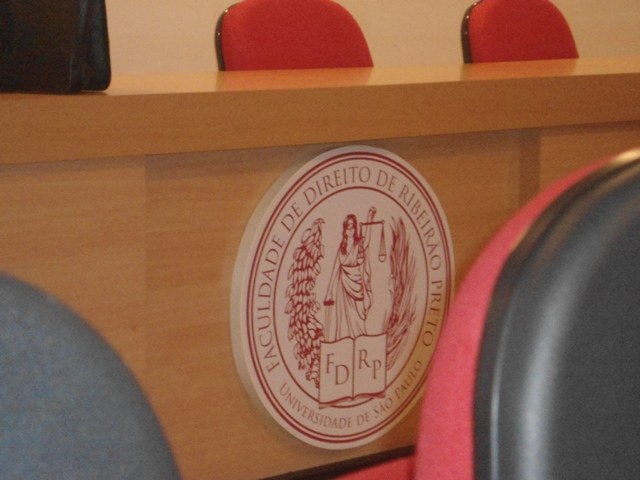 FACULDADE DE DIREITO DE RIBEIRÃO PRETO
FD RP
UNIVERSIDADE DE SÃO PAULO